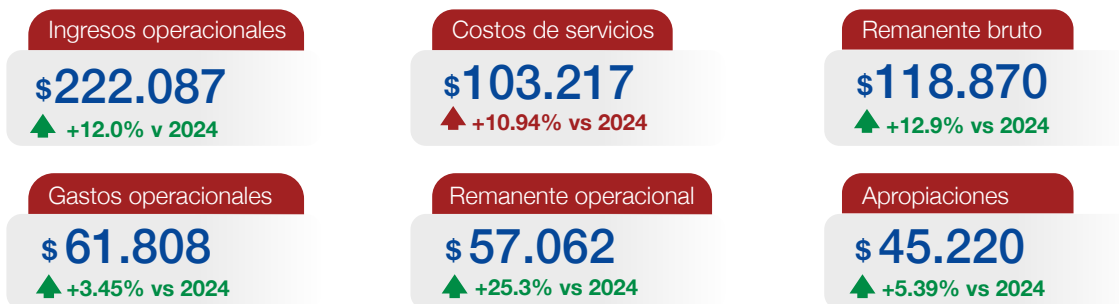 Ingresos operacionales
$222.087
+12.0% v 2024
Costos de servicios
$103.217
+10.94% vs 2024
Remanente bruto
$118.870
+12.9% vs 2024
Gastos operacionales
$61.808
+3.45% vs 2024
Remanente operacional
$57.062
+25.3% vs 2024
Apropiaciones
$45.220
+5.39% vs 2024